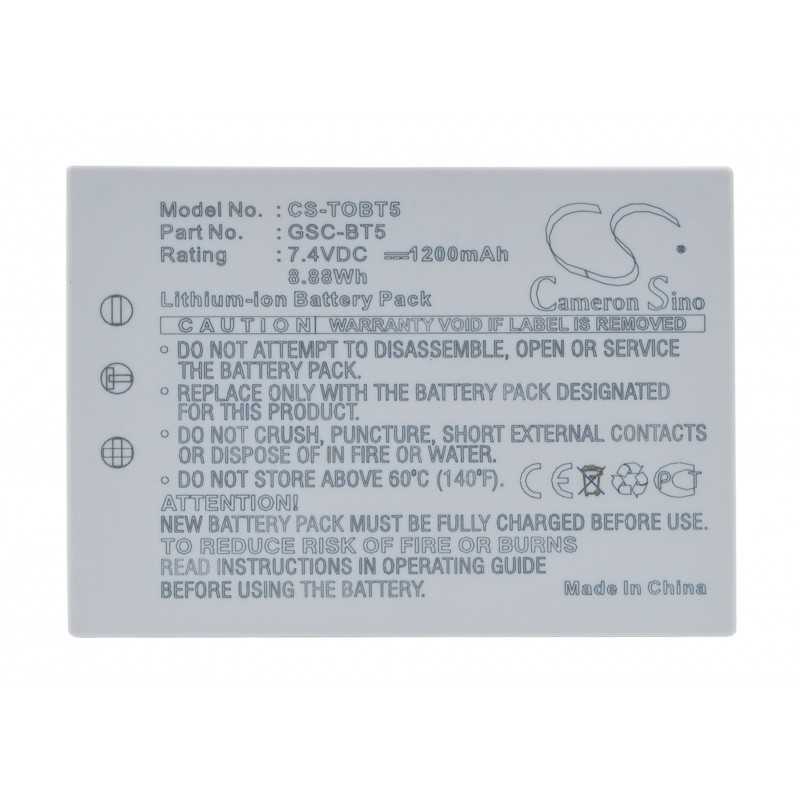 Model No. : CS-TOBT5
Part No. : GSC-BT5
Rating : 7.4VDC 1200mAh
8.88Wh
Lithium-ion Battery Pack
CS
Cameron Sino
CAUTION WARRANTY VOID IF LABEL IS REMOVED
° DO NOT ATTEMPT TO DISASSEMBLE, OPEN OR SERVICE
THE BATTERY PACK.
° REPLACE ONLY WITH THE BATTERY PACK DESIGNATED
FOR THIS PRODUCT.
° DO NOT CRUSH, PUNCTURE, SHORT EXTERNAL CONTACTS
OR DISPOSE OF IN FIRE OR WATER.
° DO NOT STORE ABOVE 60°C (140°F).
CE PCT
ATTENTION!
NEW BATTERY PACK MUST BE FULLY CHARGED BEFORE USE.
TO REDUCE RISK OF FIRE OR BURNS
READ INSTRUCTIONS IN OPERATING GUIDE
BEFORE USING THE BATTERY.
Made In China